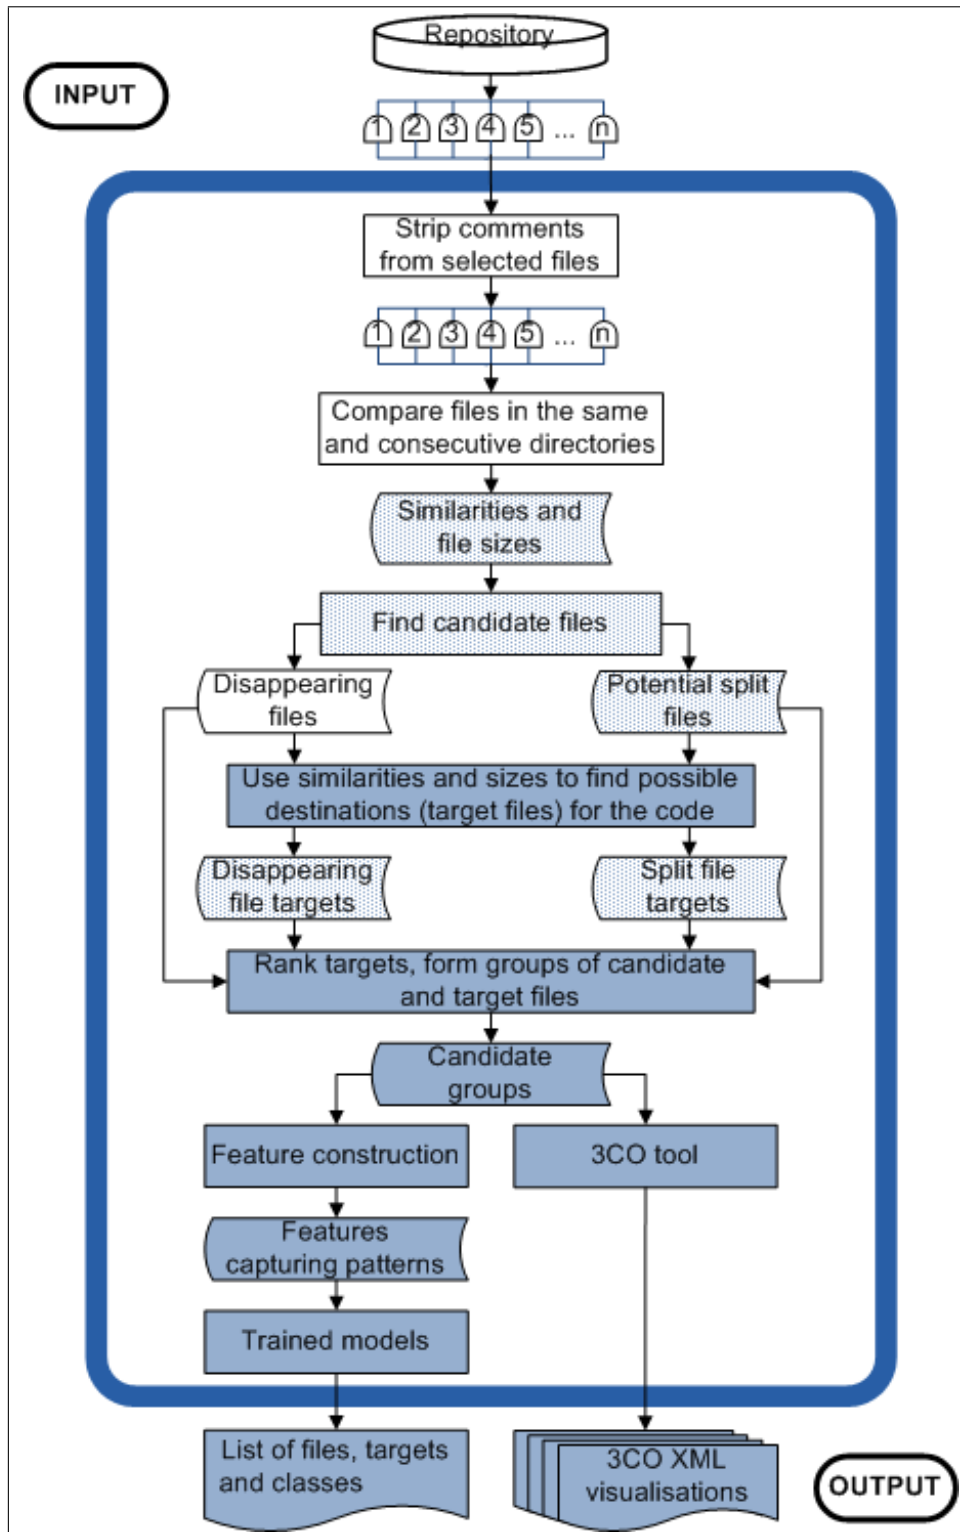 Repository
INPUT
1 2 3 4 5 ... n
Strip comments
from selected files
1 2 3 4 5 ... n
Compare files in the same
and consecutive directories
Similarities and
file sizes
Find candidate files
Disappearing
files
Potential split
files
Use similarities and sizes to find possible
destinations (target files) for the code
Disappearing
file targets
Split file
targets
Rank targets, form groups of candidate
and target files
Candidate
groups
Feature construction
3CO tool
Features
capturing patterns
Trained models
List of files, targets
and classes
3CO XML
visualisations
OUTPUT